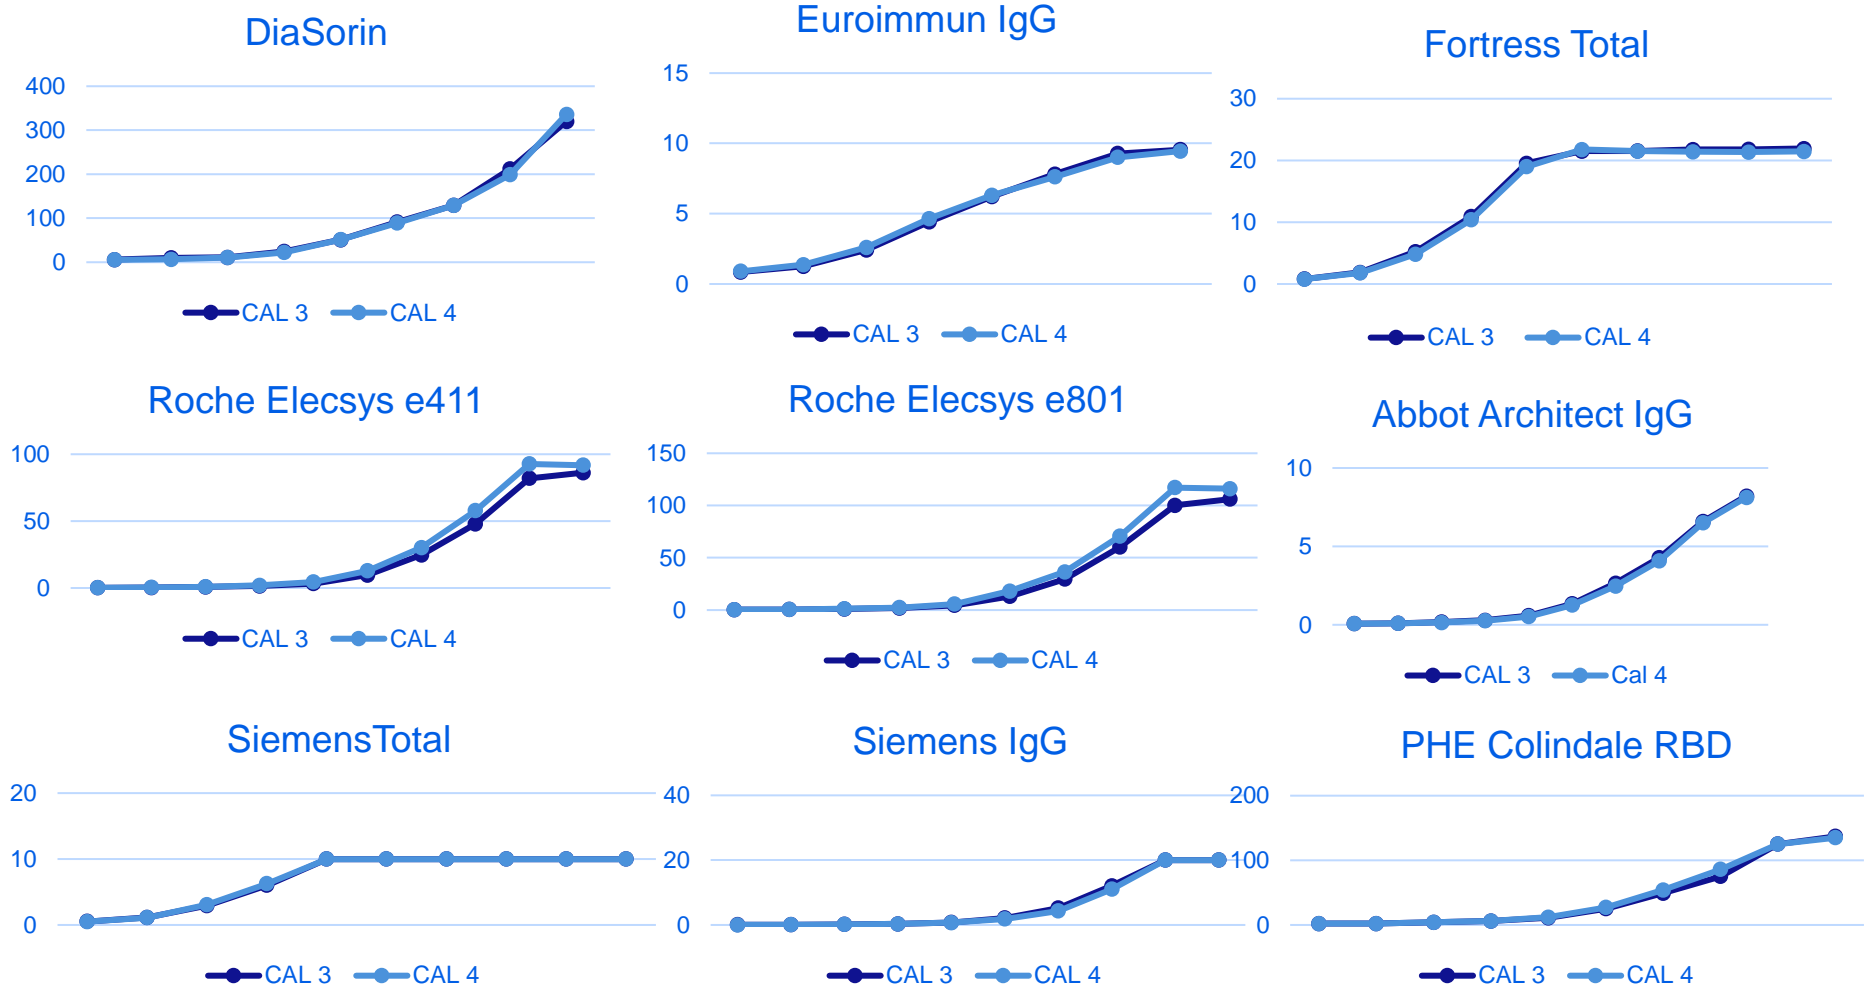 DiaSorin
400
300
200
100
0
CAL 3 CAL 4
Euroimmun IgG
15
10
5
0
CAL 3 CAL 4
Fortress Total
30
20
10
0
CAL 3 CAL 4
Roche Elecsys e411
100
50
0
CAL 3 CAL 4
Roche Elecsys e801
150
100
50
0
CAL 3 CAL 4
Abbot Architect IgG
10
5
0
CAL 3 Cal 4
SiemensTotal
20
10
0
CAL 3 CAL 4
Siemens IgG
40
20
0
CAL 3 CAL 4
PHE Colindale RBD
200
100
0
CAL 3 CAL 4